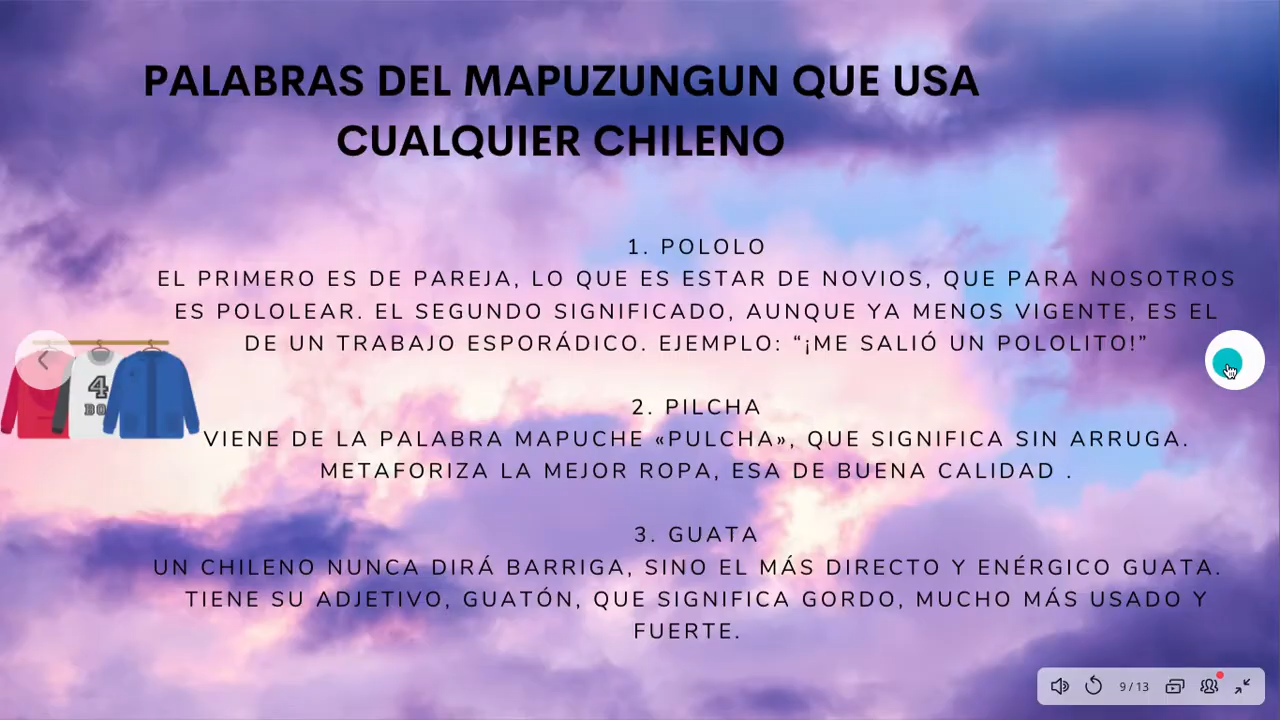 PALABRAS DEL MAPUZUNGUN QUE USA
CUALQUIER CHILENO
1. POLOLO
EL PRIMERO ES DE PAREJA, LO QUE ES ESTAR DE NOVIOS, QUE PARA NOSOTROS
ES POLOLEAR. EL SEGUNDO SIGNIFICADO, AUNQUE YA MENOS VIGENTE, ES EL
DE UN TRABAJO ESPORÁDICO. EJEMPLO: “¡ME SALIÓ UN POLOLITO!”
2. PILCHA
VIENE DE LA PALABRA MAPUCHE «PULCHA», QUE SIGNIFICA SIN ARRUGA.
METAFORIZA LA MEJOR ROPA, ESA DE BUENA CALIDAD .
3. GUATA
UN CHILENO NUNCA DIRÁ BARRIGA, SINO EL MÁS DIRECTO Y ENÉRGICO GUATA.
TIENE SU ADJETIVO, GUATÓN, QUE SIGNIFICA GORDO, MUCHO MÁS USADO Y
FUERTE.
4
BO
9/13